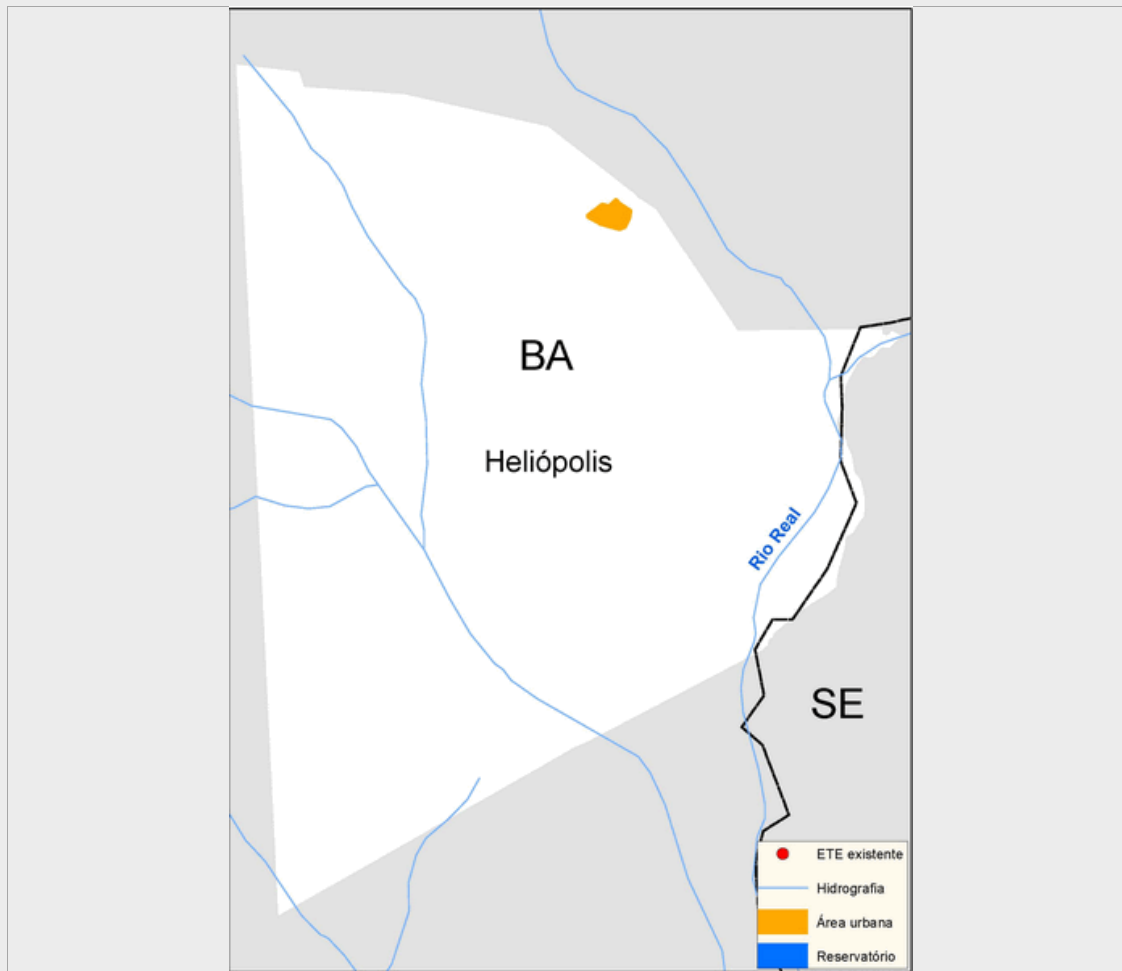 BA
Heliópolis
Rio Real
SE
ETE existente
Hidrografia
Área urbana
Reservatório